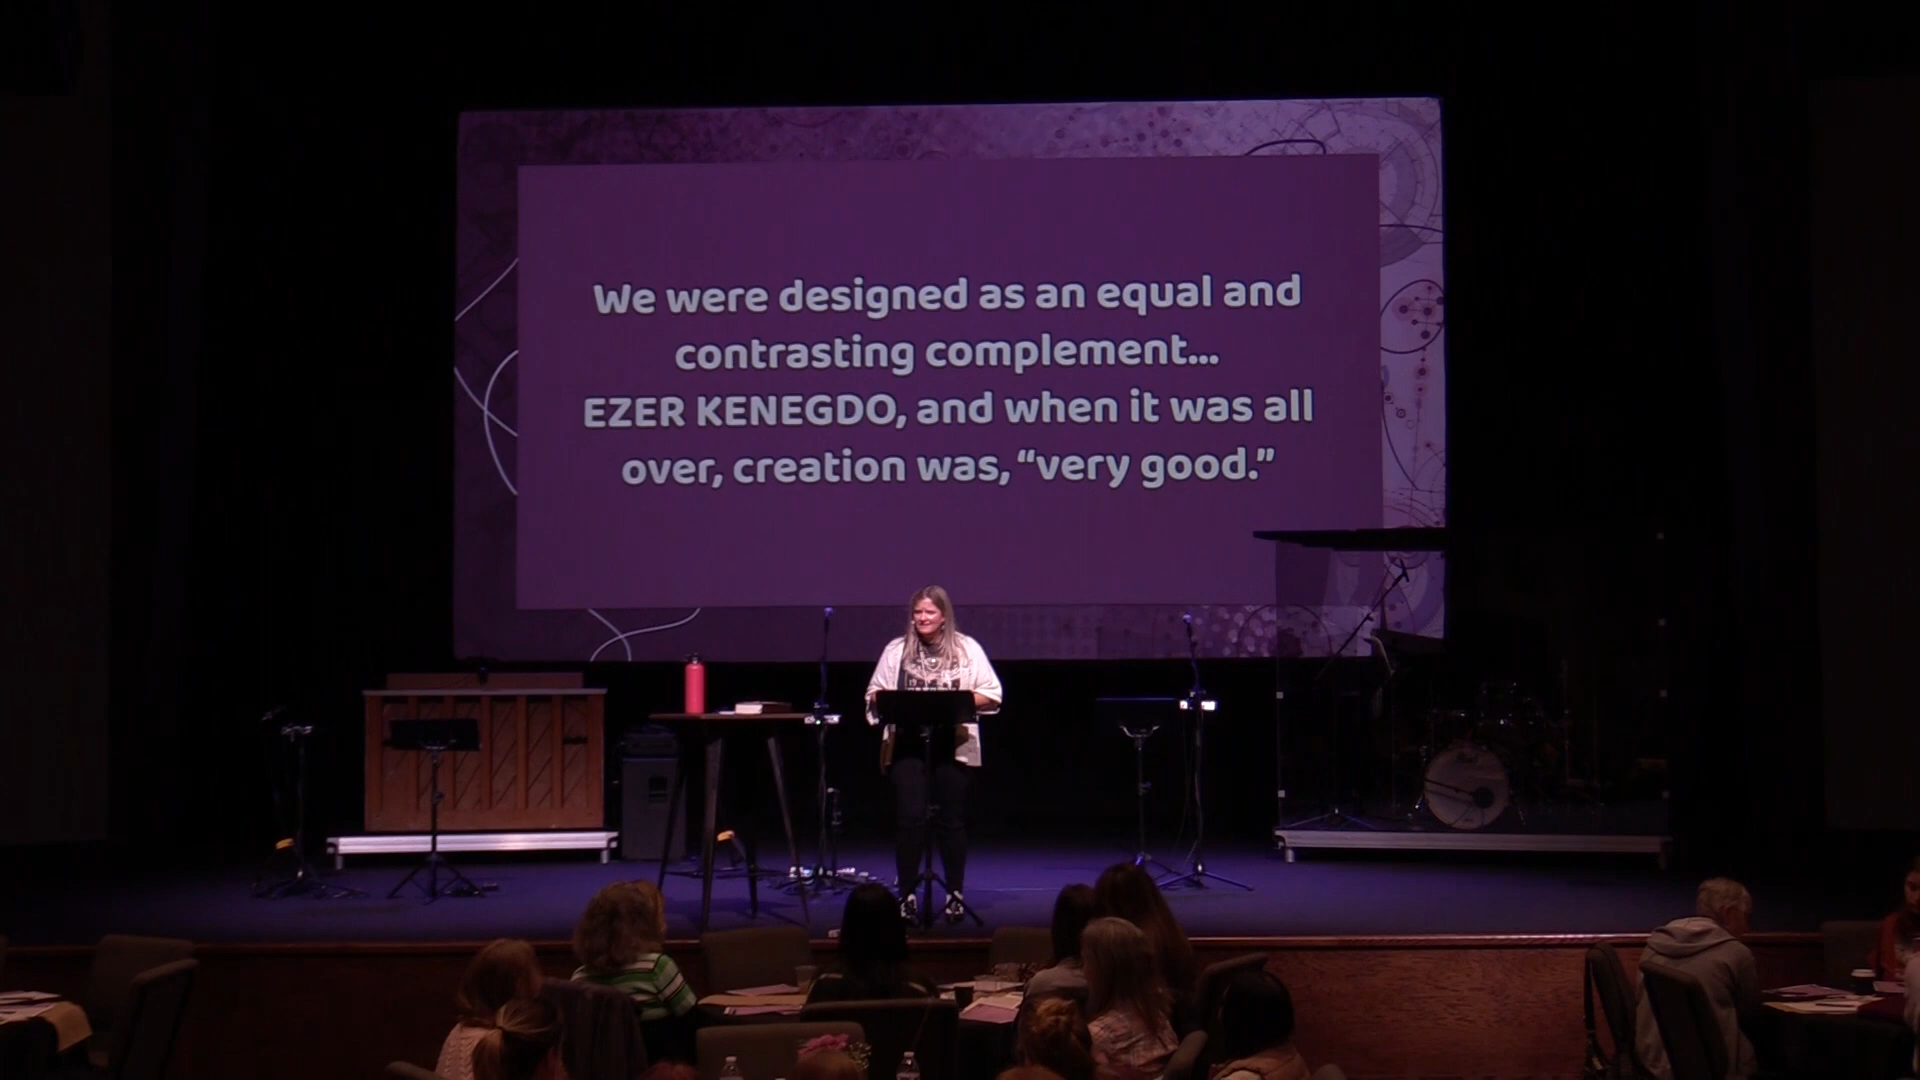 We were designed as an equal and
contrasting complement...
EZER KENEGDO, and when it was all
over, creation was, “very good.”